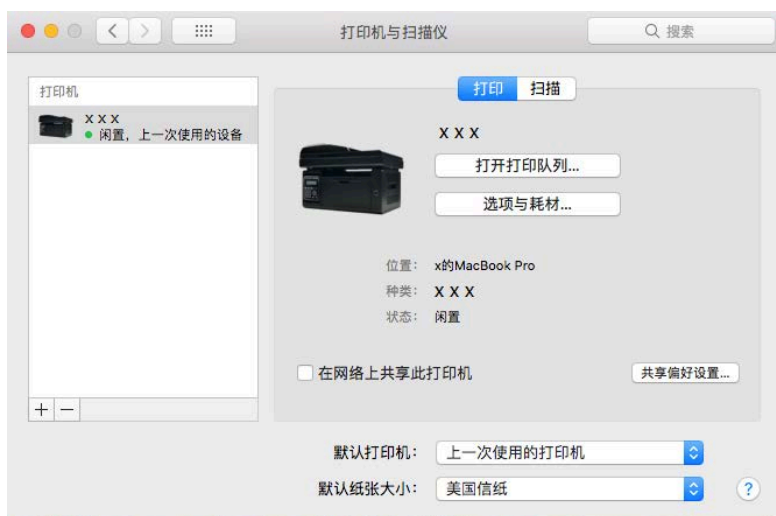 打印机与扫描仪
搜索
打印机
X X X
闲置，上一次使用的设备
打印 扫描
X X X
打开打印队列...
选项与耗材...
位置： x的MacBook Pro
种类： X X X
状态： 闲置
在网络上共享此打印机
共享偏好设置...
+ −
默认打印机： 上一次使用的打印机
默认纸张大小： 美国信纸
?